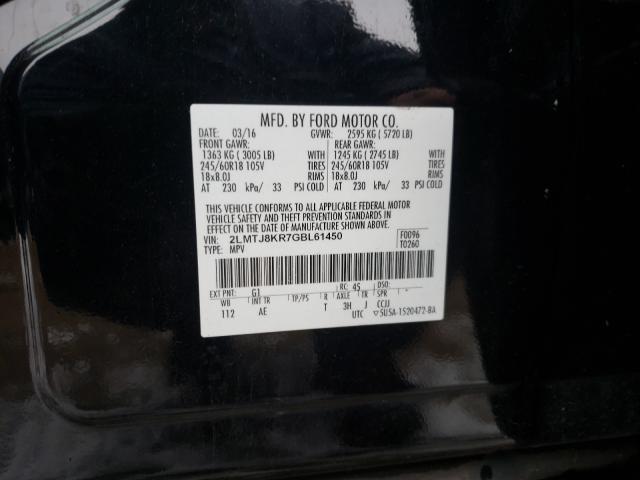 MFD. BY FORD MOTOR CO.
DATE: 03/16 GVWR: 2595 KG ( 5720 LB)
FRONT GAWR: REAR GAWR:
1363 KG ( 3005 LB) WITH 1245 KG ( 2745 LB) WITH
245/60R18 105V TIRES 245/60R18 105V TIRES
18x8.0J RIMS 18x8.0J RIMS
AT 230 kPa/ 33 PSI COLD AT 230 kPa/ 33 PSI COLD
THIS VEHICLE CONFORMS TO ALL APPLICABLE FEDERAL MOTOR
VEHICLE SAFETY AND THEFT PREVENTION STANDARDS IN
EFFECT ON THE DATE OF MANUFACTURE SHOWN ABOVE.
VIN: 2LMTJ8KR7GBL61450 F0096
TYPE: MPV T0260
EXT PNT: G1 RC: 45 DSO:
WB INT TR TP/PS R AXLE TR SPR
112 AE T 3H J CCJJ
UTC ▽5U5A-1520472-BA